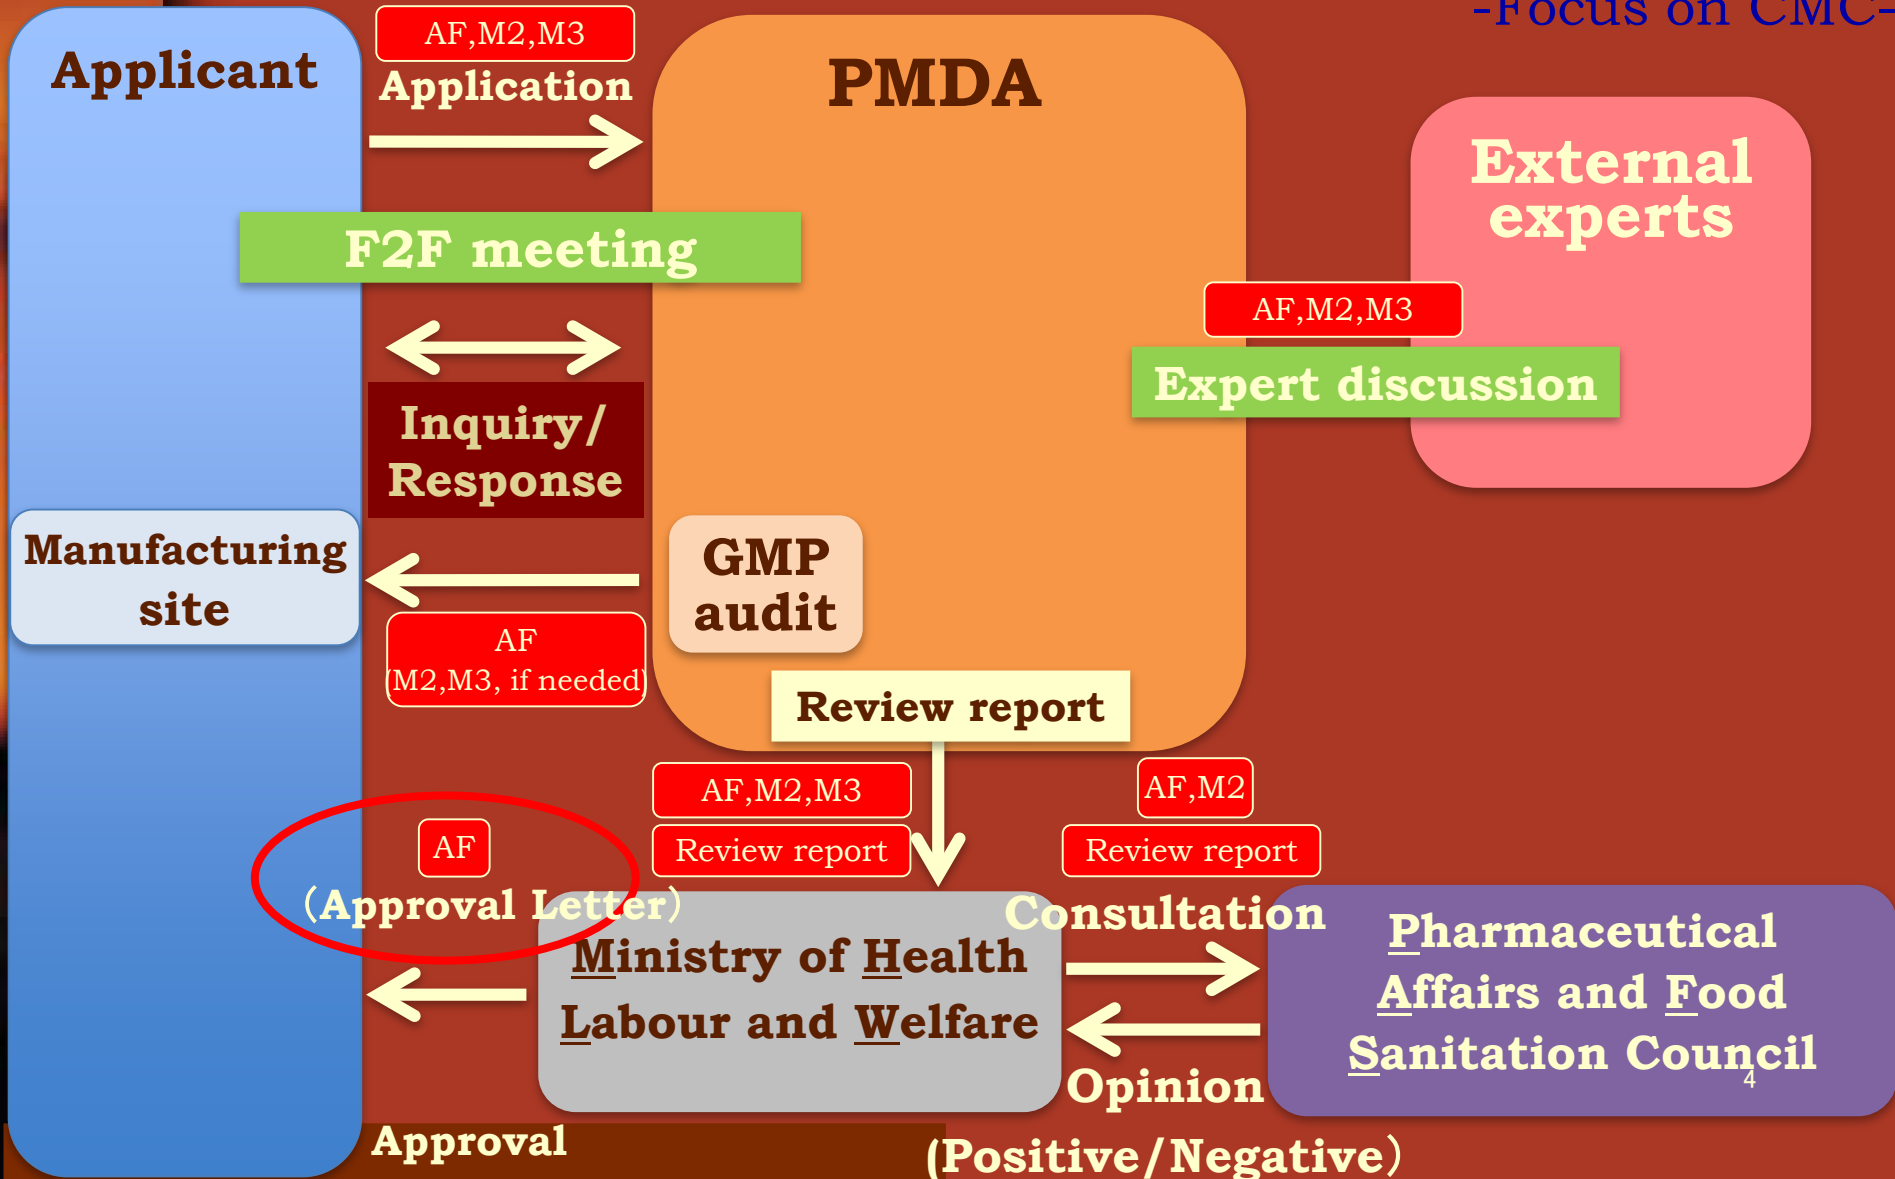 -Focus on CMC-
Applicant
AF,M2,M3
Application
PMDA
External
experts
F2F meeting
AF,M2,M3
Expert discussion
Inquiry/
Response
Manufacturing
site
GMP
audit
AF
(M2,M3, if needed)
Review report
AF,M2,M3
Review report
AF,M2
Review report
AF
（Approval Letter）
Ministry of Health
Labour and Welfare
Consultation
Pharmaceutical
Affairs and Food
Sanitation Council
4
Opinion
(Positive/Negative）
Approval